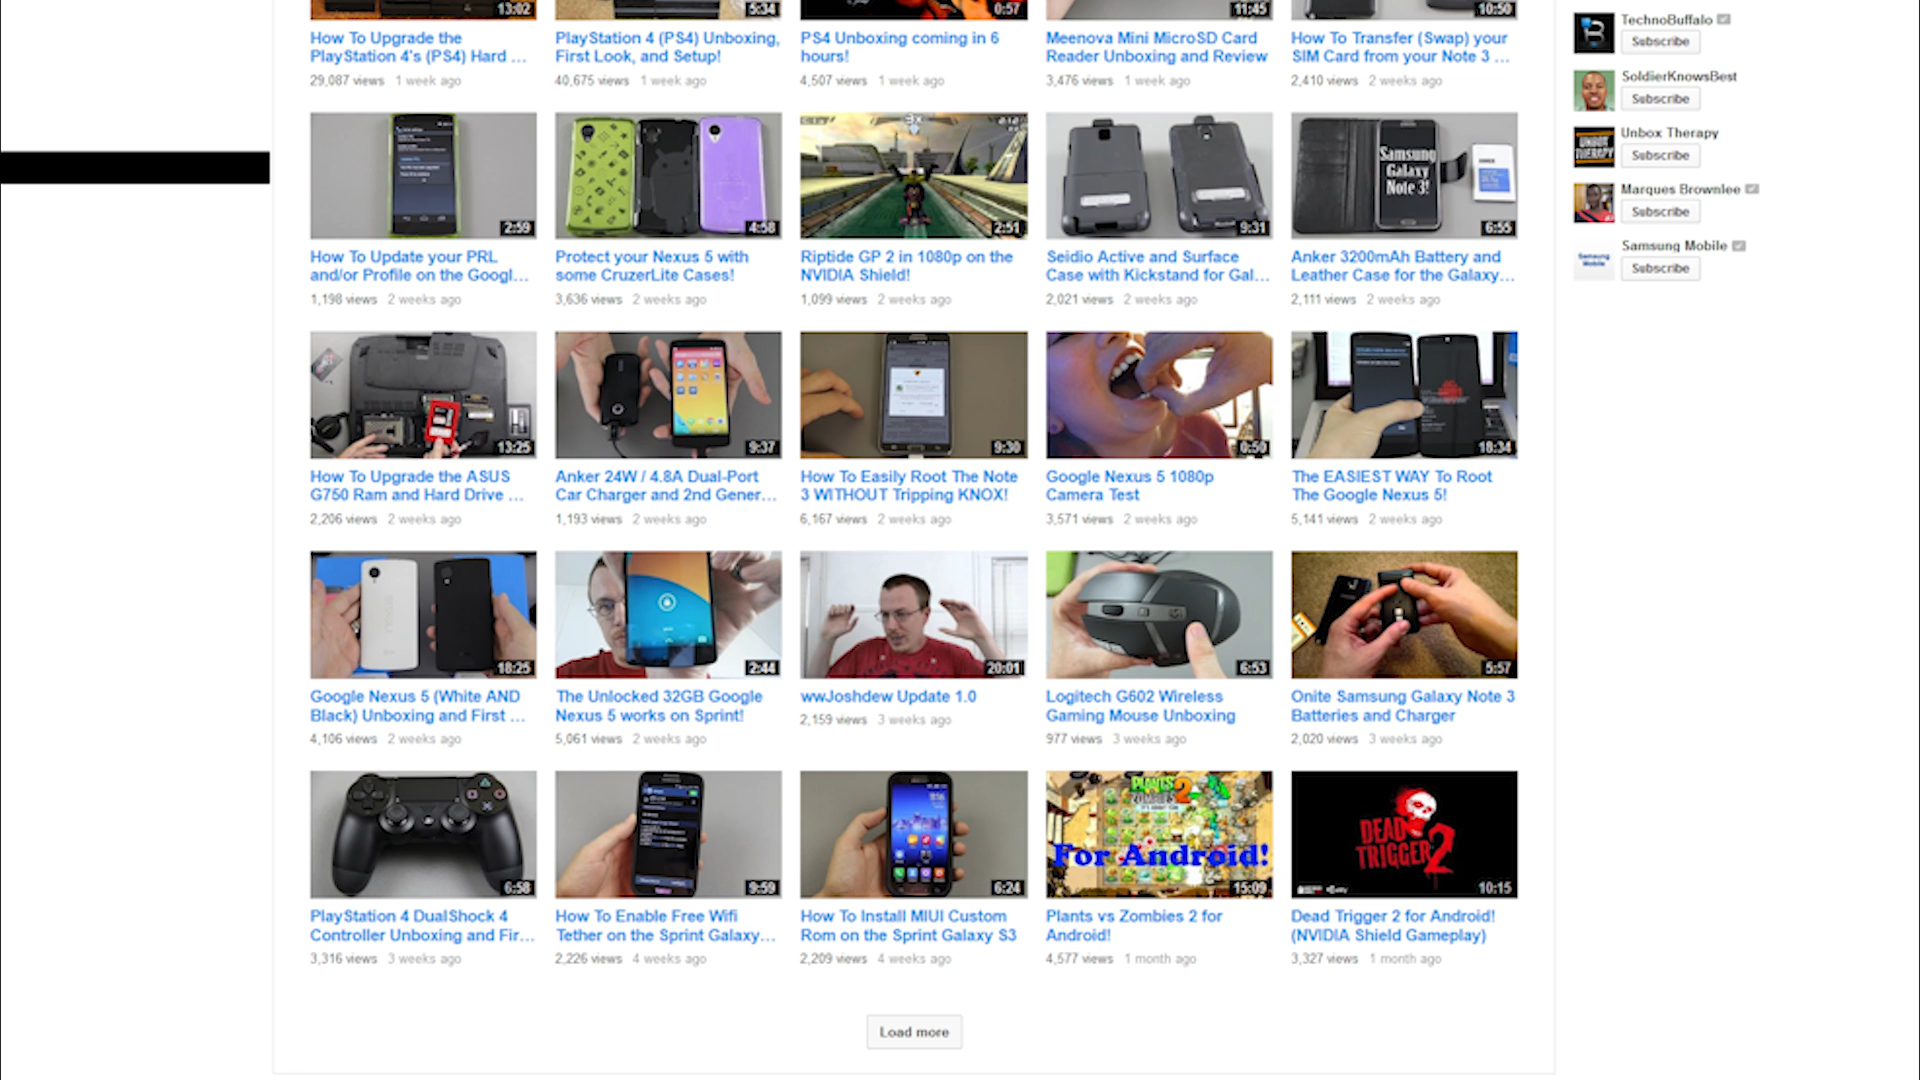 13:02
5:34
0:57
11:45
10:50
How To Upgrade the
PlayStation 4's (PS4) Hard ...
29,087 views 1 week ago
PlayStation 4 (PS4) Unboxing,
First Look, and Setup!
40,675 views 1 week ago
PS4 Unboxing coming in 6
hours!
4,507 views 1 week ago
Meenova Mini MicroSD Card
Reader Unboxing and Review
3,476 views 1 week ago
How To Transfer (Swap) your
SIM Card from your Note 3 ...
2,410 views 2 weeks ago
2:59
How To Update your PRL
and/or Profile on the Googl...
1,198 views 2 weeks ago
4:58
Protect your Nexus 5 with
some CruzerLite Cases!
3,636 views 2 weeks ago
3x
2:51
Riptide GP 2 in 1080p on the
NVIDIA Shield!
1,099 views 2 weeks ago
9:31
Seidio Active and Surface
Case with Kickstand for Gal...
2,021 views 2 weeks ago
Samsung
Galaxy
Note 3!
6:55
Anker 3200mAh Battery and
Leather Case for the Galaxy...
2,111 views 2 weeks ago
13:25
How To Upgrade the ASUS
G750 Ram and Hard Drive ...
2,206 views 2 weeks ago
9:37
Anker 24W / 4.8A Dual-Port
Car Charger and 2nd Gener...
1,193 views 2 weeks ago
9:30
How To Easily Root The Note
3 WITHOUT Tripping KNOX!
6,167 views 2 weeks ago
0:50
Google Nexus 5 1080p
Camera Test
3,571 views 2 weeks ago
18:34
The EASIEST WAY To Root
The Google Nexus 5!
5,141 views 2 weeks ago
18:25
Google Nexus 5 (White AND
Black) Unboxing and First ...
4,106 views 2 weeks ago
2:44
The Unlocked 32GB Google
Nexus 5 works on Sprint!
5,061 views 2 weeks ago
20:01
wwJoshdew Update 1.0
2,159 views 3 weeks ago
6:53
Logitech G602 Wireless
Gaming Mouse Unboxing
977 views 3 weeks ago
5:57
Onite Samsung Galaxy Note 3
Batteries and Charger
2,020 views 3 weeks ago
6:58
PlayStation 4 DualShock 4
Controller Unboxing and Fir...
3,316 views 3 weeks ago
9:59
How To Enable Free Wifi
Tether on the Sprint Galaxy...
2,226 views 4 weeks ago
6:24
How To Install MIUI Custom
Rom on the Sprint Galaxy S3
2,209 views 4 weeks ago
PLANTS
ZOMBIES 2
For Android!
15:09
Plants vs Zombies 2 for
Android!
4,577 views 1 month ago
DEAD
TRIGGER 2
10:15
Dead Trigger 2 for Android!
(NVIDIA Shield Gameplay)
3,327 views 1 month ago
Load more
TechnoBuffalo
Subscribe
SoldierKnowsBest
Subscribe
UNBOX
THERAPY
Unbox Therapy
Subscribe
Marques Brownlee
Subscribe
Samsung
Mobile
Samsung Mobile
Subscribe